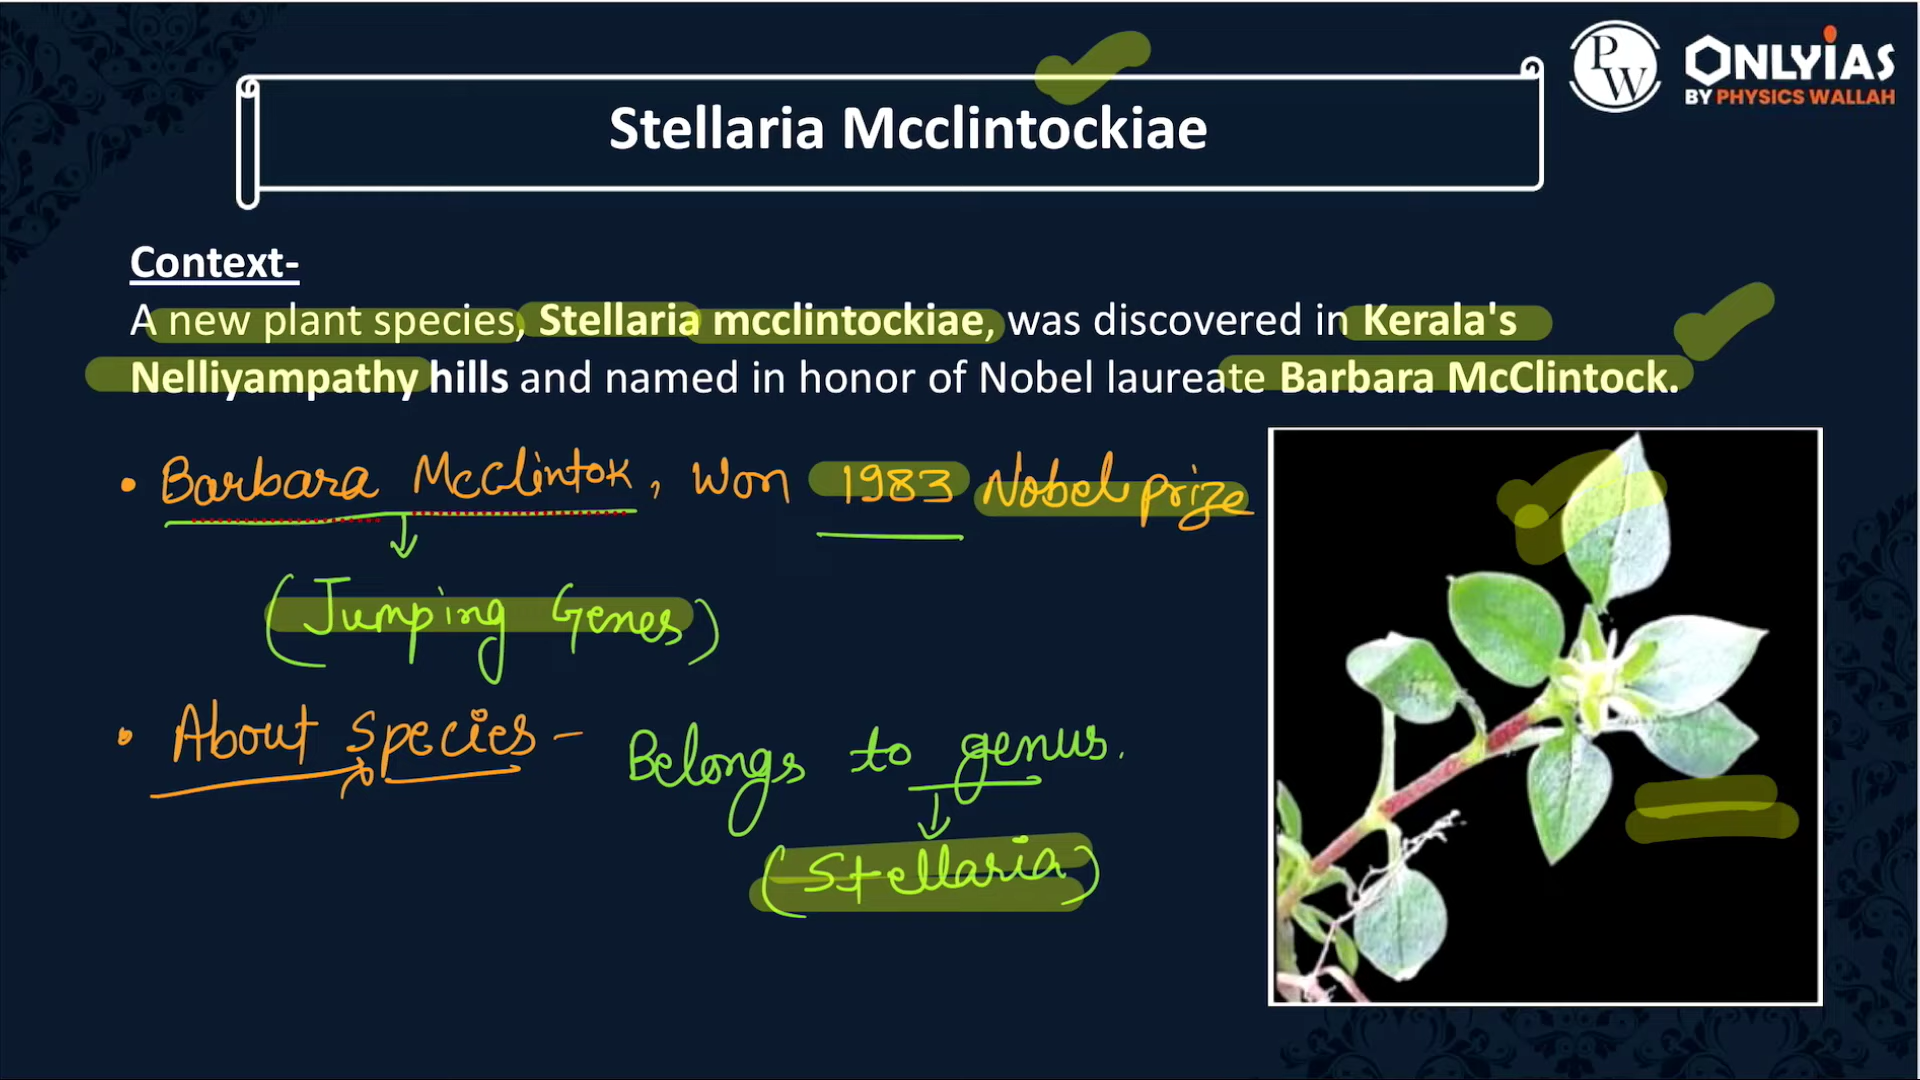 PW
ONLYIAS
BY PHYSICS WALLAH
Stellaria Mcclintockiae
Context-
A new plant species, Stellaria mcclintockiae, was discovered in Kerala's
Nelliyampathy hills and named in honor of Nobel laureate Barbara McClintock.
• Barbara McClintok, Won 1983 Nobel prize
(Jumping Genes)
• About Species - Belongs to genus.
(Stellaria)